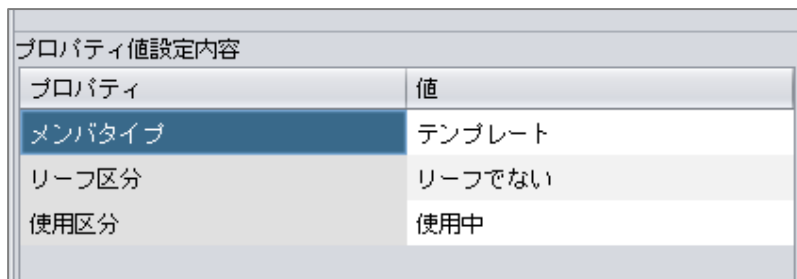 プロパティ値設定内容
プロパティ 値
メンバタイプ テンプレート
リーフ区分 リーフでない
使用区分 使用中